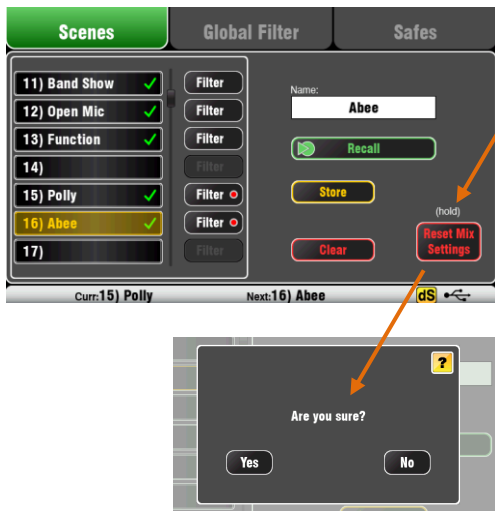 Scenes
Global Filter
Safes
11) Band Show
Filter
12) Open Mic
Filter
13) Function
Filter
14)
Filter
15) Polly
Filter
16) Abee
Filter
17)
Filter
Name:
Abee
Recall
Store
Clear
(hold)
Reset Mix
Settings
Curr:15) Polly
Next:16) Abee
dS
?
Are you sure?
Yes
No